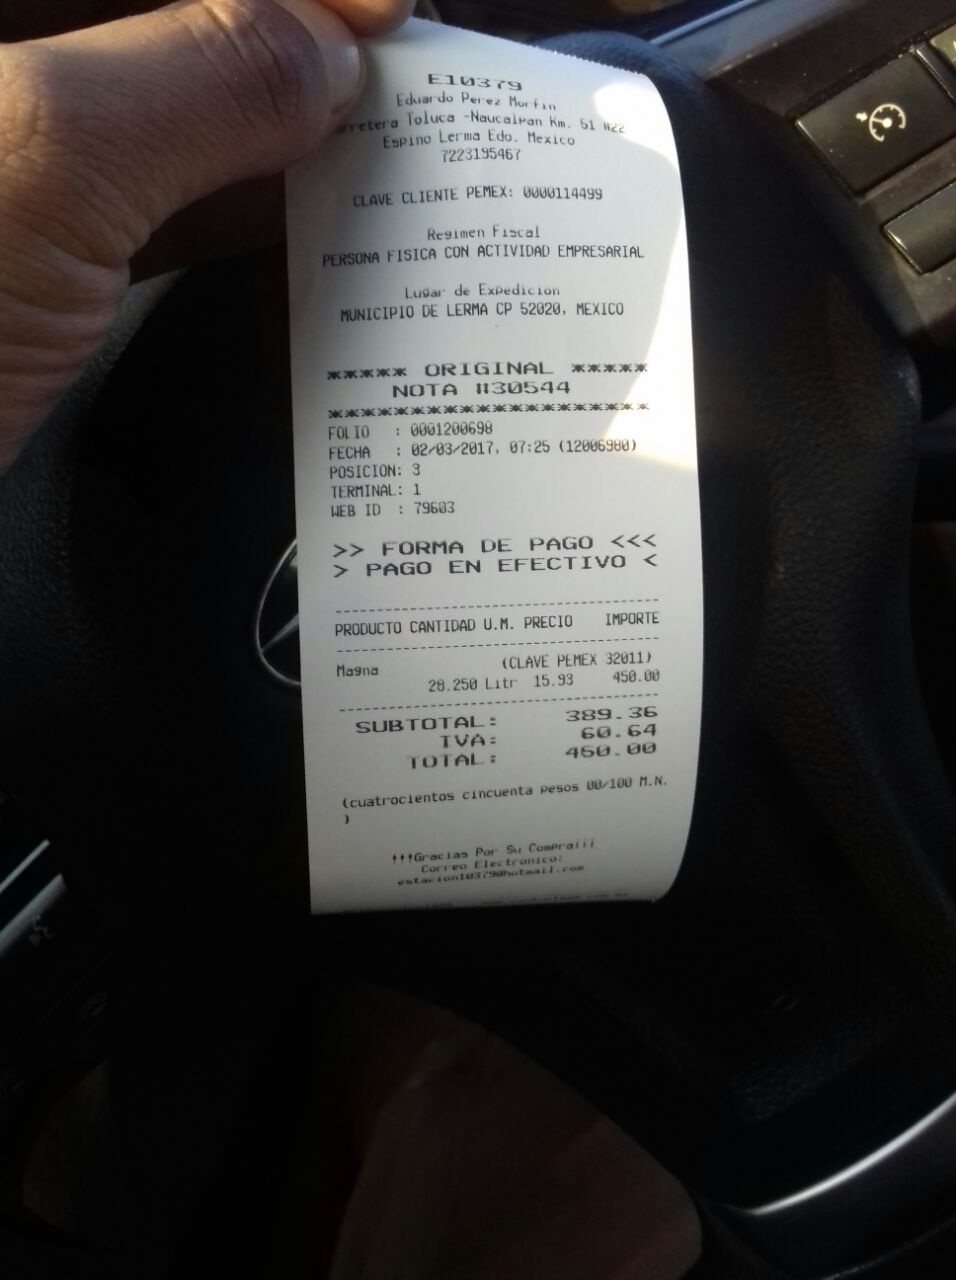 E10379
Eduardo Perez Morfin
rretera Toluca -Naucalpan Km. 51 #22
Espino Lerma Edo. Mexico
7223195467
CLAVE CLIENTE PEMEX: 0000114499
Regimen Fiscal
PERSONA FISICA CON ACTIVIDAD EMPRESARIAL
Lugar de Expedicion
MUNICIPIO DE LERMA CP 52020, MEXICO
***** ORIGINAL *****
NOTA #30544
********************
FOLIO : 0001200698
FECHA : 02/03/2017, 07:25 (12006980)
POSICION: 3
TERMINAL: 1
WEB ID : 79603
>> FORMA DE PAGO <<<
> PAGO EN EFECTIVO <
PRODUCTO CANTIDAD U.M. PRECIO IMPORTE
Magna (CLAVE PEMEX 32011)
28.250 Litr 15.93 450.00
SUBTOTAL: 389.36
IVA: 60.64
TOTAL: 450.00
(cuatrocientos cincuenta pesos 00/100 M.N.
)
!!!Gracias Por Su Compra!!!
Correo Electronico:
estacion10379@hotmail.com